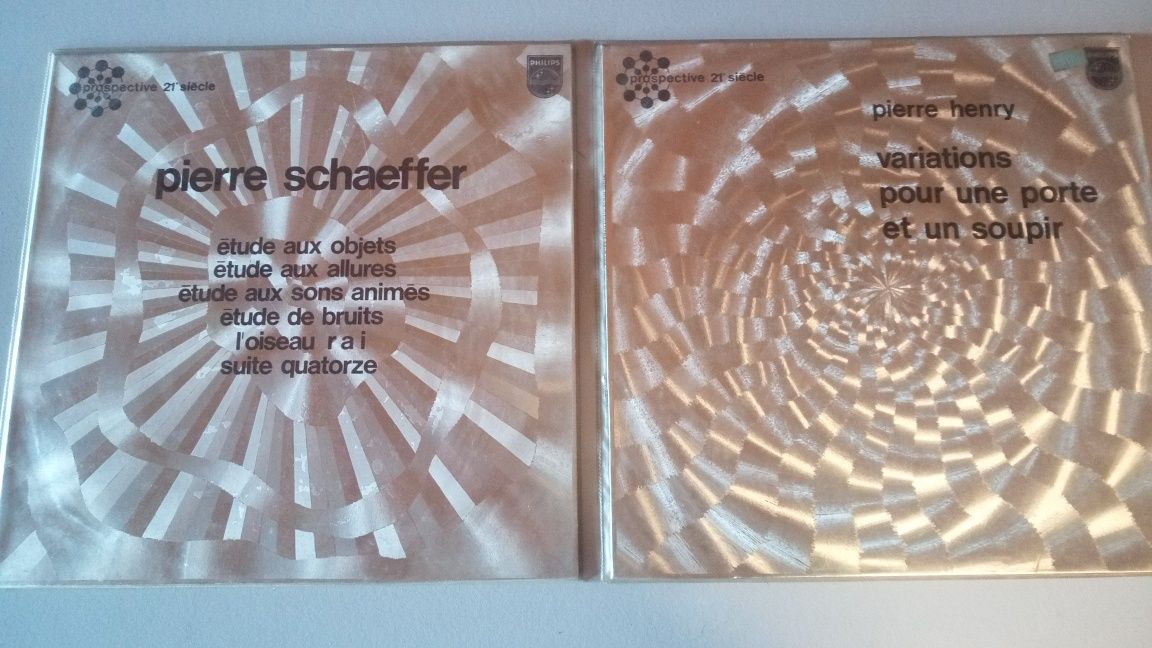 prospective 21e siècle
PHILIPS
pierre schaeffer
étude aux objets
étude aux allures
étude aux sons animés
étude de bruits
l'oiseau r a i
suite quatorze
prospective 21e siècle
pierre henry
variations
pour une porte
et un soupir